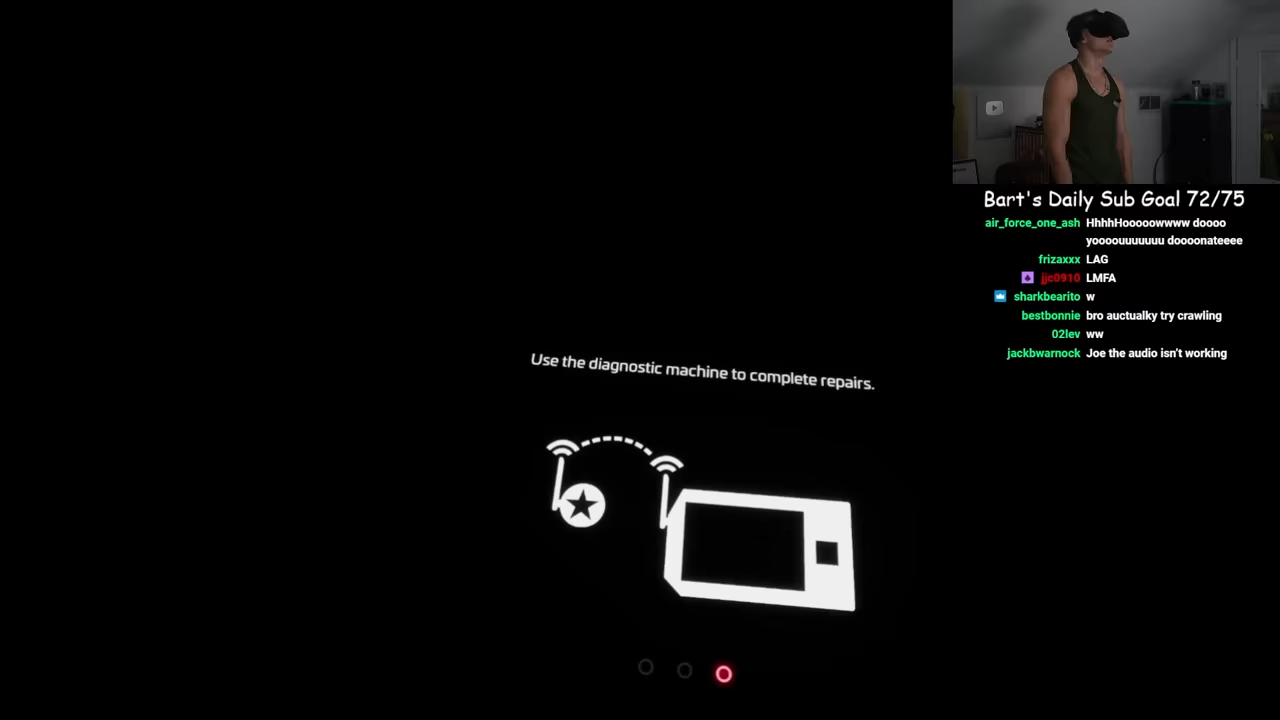 Bart's Daily Sub Goal 72/75
air_force_one_ash HhhhHooooowwww doooo
yoooouuuuuu doooonateeee
frizaxxx LAG
jjc0910 LMFA
sharkbearito w
bestbonnie bro auctualky try crawling
02lev ww
jackbwarnock Joe the audio isn't working
Use the diagnostic machine to complete repairs.